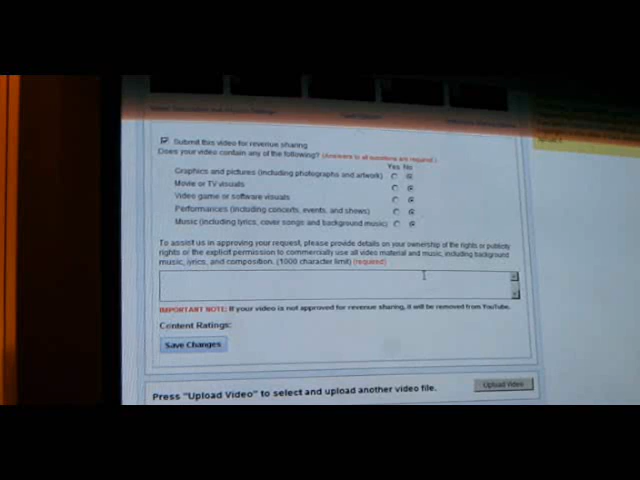 Submit this video for revenue sharing
Does your video contain any of the following? (Answers to all questions are required.)
Yes No
Graphics and pictures (including photographs and artwork)
Movie or TV visuals
Video game or software visuals
Performances (including concerts, events, and shows)
Music (including lyrics, cover songs and background music)
To assist us in approving your request, please provide details on your ownership of the rights or publicity
rights or the explicit permission to commercially use all video material and music, including background
music, lyrics, and composition. (1000 character limit) (required)
IMPORTANT NOTE: If your video is not approved for revenue sharing, it will be removed from YouTube.
Content Ratings:
Save Changes
Press "Upload Video" to select and upload another video file.
Upload Video